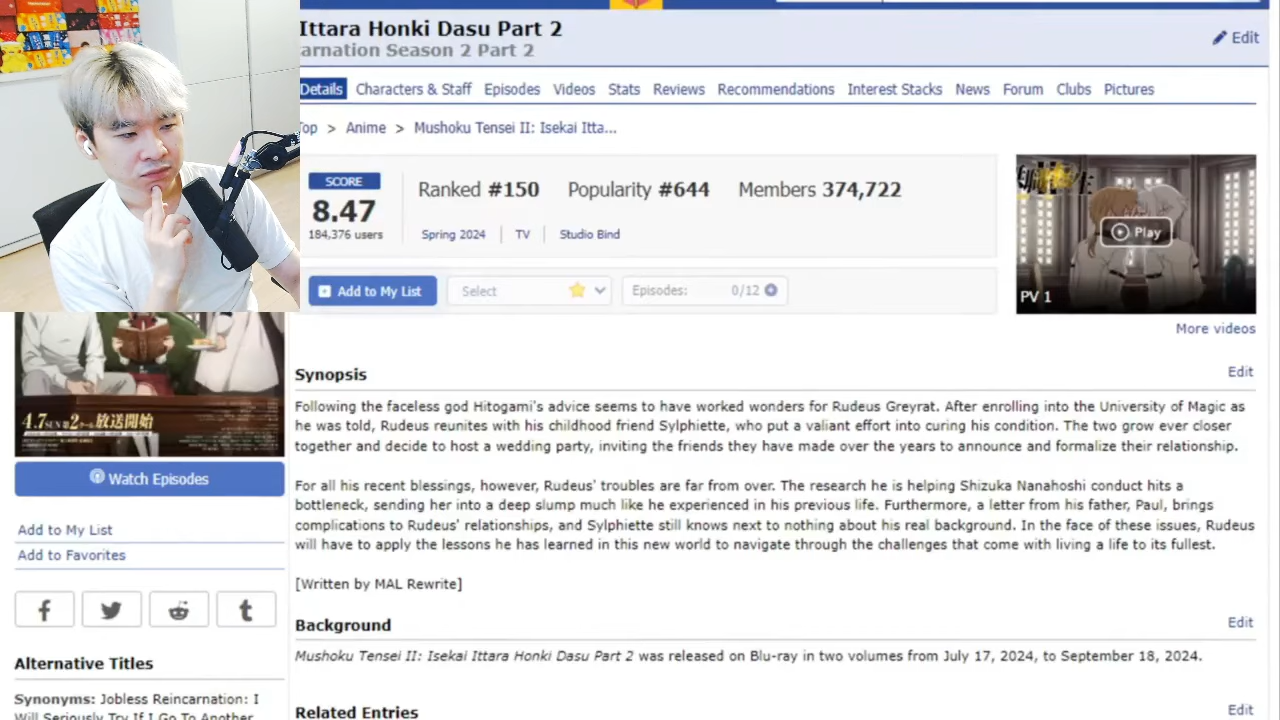 Ittara Honki Dasu Part 2
arnation Season 2 Part 2
Edit
Details Characters & Staff Episodes Videos Stats Reviews Recommendations Interest Stacks News Forum Clubs Pictures
Top > Anime > Mushoku Tensei II: Isekai Itta...
SCORE
8.47
184,376 users
Ranked #150 Popularity #644 Members 374,722
Spring 2024 TV Studio Bind
Add to My List Select Episodes: 0/12
Play
PV 1
More videos
4.7 放送開始
Watch Episodes
Add to My List
Add to Favorites
Alternative Titles
Synonyms: Jobless Reincarnation: I
Will Seriously Try If I Go To Another
Synopsis Edit
Following the faceless god Hitogami's advice seems to have worked wonders for Rudeus Greyrat. After enrolling into the University of Magic as
he was told, Rudeus reunites with his childhood friend Sylphiette, who put a valiant effort into curing his condition. The two grow ever closer
together and decide to host a wedding party, inviting the friends they have made over the years to announce and formalize their relationship.
For all his recent blessings, however, Rudeus' troubles are far from over. The research he is helping Shizuka Nanahoshi conduct hits a
bottleneck, sending her into a deep slump much like he experienced in his previous life. Furthermore, a letter from his father, Paul, brings
complications to Rudeus' relationships, and Sylphiette still knows next to nothing about his real background. In the face of these issues, Rudeus
will have to apply the lessons he has learned in this new world to navigate through the challenges that come with living a life to its fullest.
[Written by MAL Rewrite]
Background Edit
Mushoku Tensei II: Isekai Ittara Honki Dasu Part 2 was released on Blu-ray in two volumes from July 17, 2024, to September 18, 2024.
Related Entries Edit